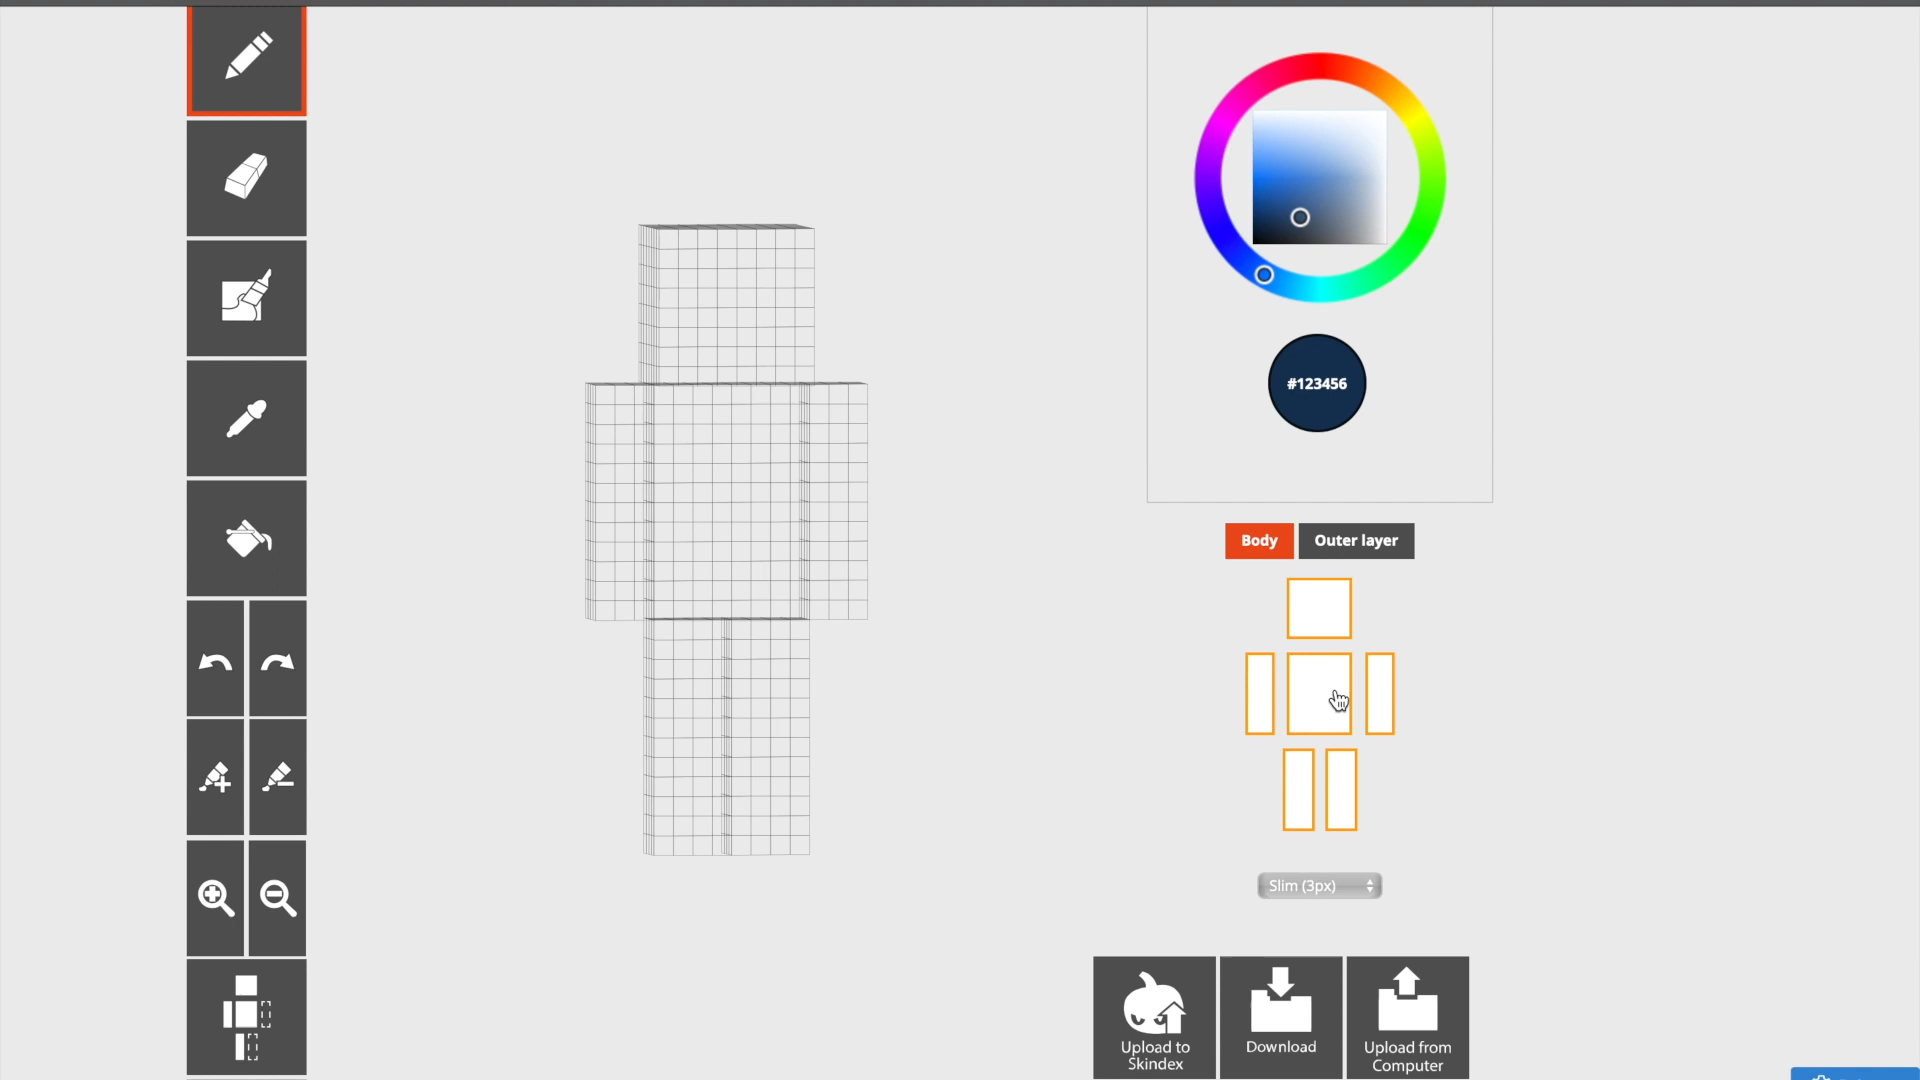 #123456
Body
Outer layer
Slim (3px)
Upload to
Skindex
Download
Upload from
Computer